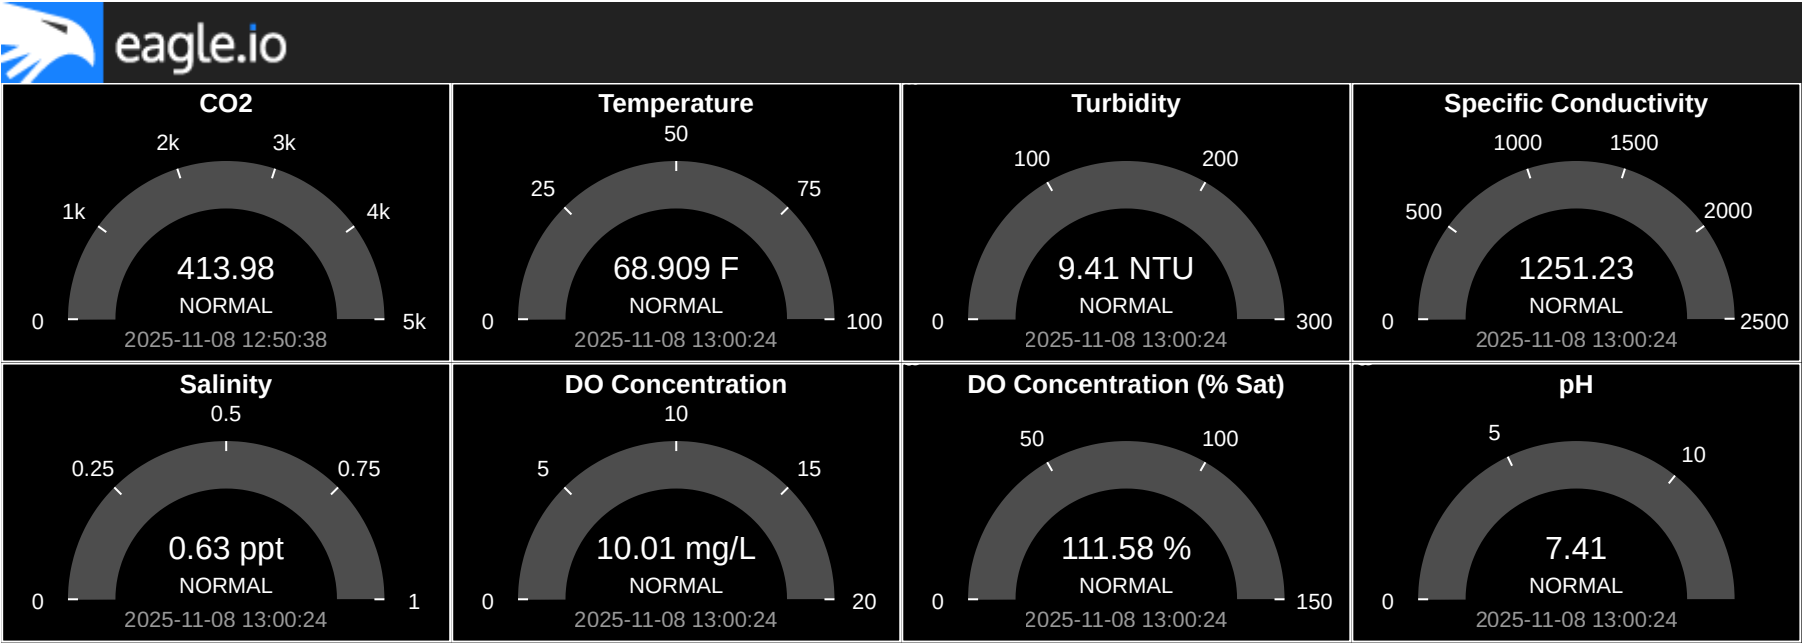 eagle.io
CO2
2k
3k
1k
4k
413.98
NORMAL
0
5k
2025-11-08 12:50:38
Temperature
50
25
75
68.909 F
NORMAL
0
100
2025-11-08 13:00:24
Turbidity
100
200
9.41 NTU
NORMAL
0
300
2025-11-08 13:00:24
Specific Conductivity
1000
1500
500
2000
1251.23
NORMAL
0
2500
2025-11-08 13:00:24
Salinity
0.5
0.25
0.75
0.63 ppt
NORMAL
0
1
2025-11-08 13:00:24
DO Concentration
10
5
15
10.01 mg/L
NORMAL
0
20
2025-11-08 13:00:24
DO Concentration (% Sat)
50
100
111.58 %
NORMAL
0
150
2025-11-08 13:00:24
pH
5
10
7.41
NORMAL
0
2025-11-08 13:00:24